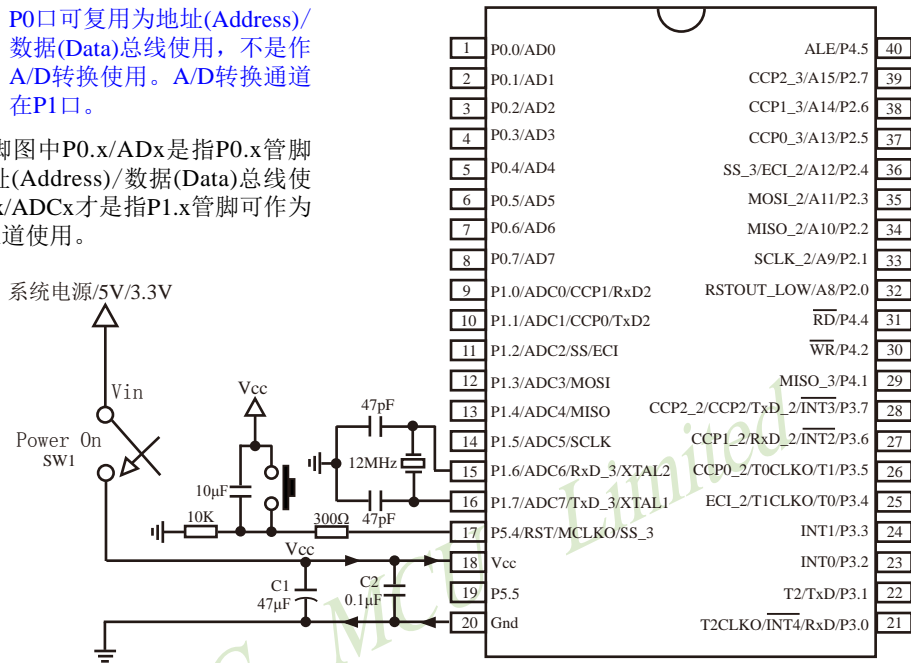 P0口可复用为地址(Address)/
数据(Data)总线使用，不是作
A/D转换使用。A/D转换通道
在P1口。
脚图中P0.x/ADx是指P0.x管脚
址(Address)/数据(Data)总线使
x/ADCx才是指P1.x管脚可作为
道使用。
系统电源/5V/3.3V
Vin
Power On
SW1
Vcc
10μF
10K
300Ω
47pF
12MHz
47pF
Vcc
C1
47μF
C2
0.1μF
1 P0.0/AD0
2 P0.1/AD1
3 P0.2/AD2
4 P0.3/AD3
5 P0.4/AD4
6 P0.5/AD5
7 P0.6/AD6
8 P0.7/AD7
9 P1.0/ADC0/CCP1/RxD2
10 P1.1/ADC1/CCP0/TxD2
11 P1.2/ADC2/SS/ECI
12 P1.3/ADC3/MOSI
13 P1.4/ADC4/MISO
14 P1.5/ADC5/SCLK
15 P1.6/ADC6/RxD_3/XTAL2
16 P1.7/ADC7/TxD_3/XTAL1
17 P5.4/RST/MCLKO/SS_3
18 Vcc
19 P5.5
20 Gnd
ALE/P4.5 40
CCP2_3/A15/P2.7 39
CCP1_3/A14/P2.6 38
CCP0_3/A13/P2.5 37
SS_3/ECI_2/A12/P2.4 36
MOSI_2/A11/P2.3 35
MISO_2/A10/P2.2 34
SCLK_2/A9/P2.1 33
RSTOUT_LOW/A8/P2.0 32
RD/P4.4 31
WR/P4.2 30
MISO_3/P4.1 29
CCP2_2/CCP2/TxD_2/INT3/P3.7 28
CCP1_2/RxD_2/INT2/P3.6 27
CCP0_2/T0CLKO/T1/P3.5 26
ECI_2/T1CLKO/T0/P3.4 25
INT1/P3.3 24
INT0/P3.2 23
T2/TxD/P3.1 22
T2CLKO/INT4/RxD/P3.0 21
MCU Limited